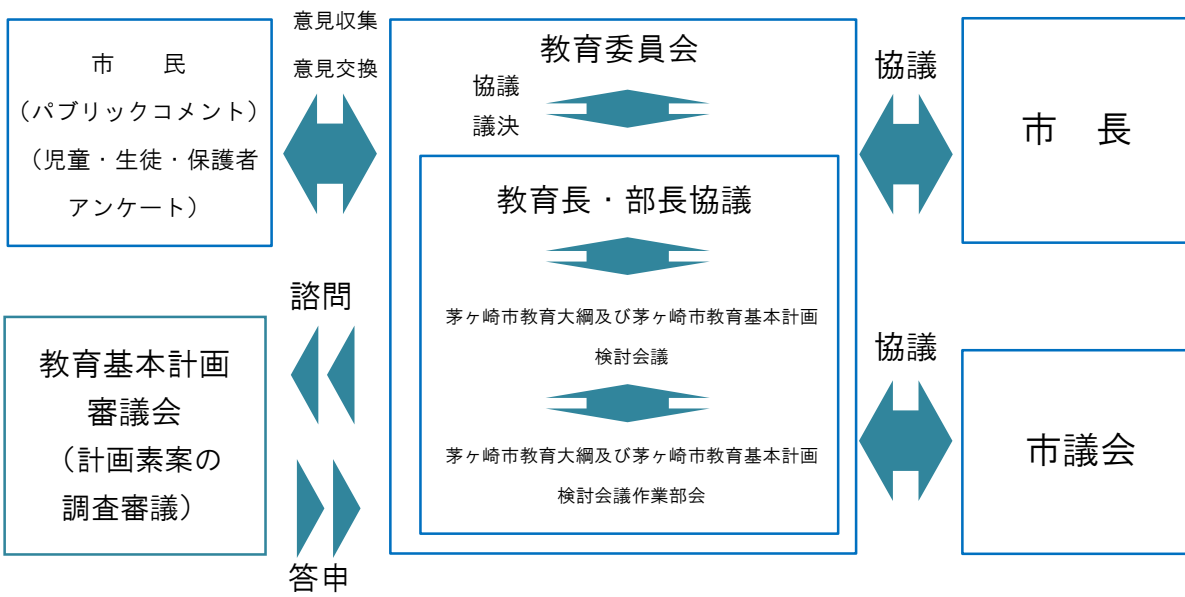 市　民
（パブリックコメント）
（児童・生徒・保護者
アンケート）
意見収集
意見交換
教育委員会
協議
議決
教育長・部長協議
茅ヶ崎市教育大綱及び茅ヶ崎市教育基本計画
検討会議
茅ヶ崎市教育大綱及び茅ヶ崎市教育基本計画
検討会議作業部会
協議
市　長
諮問
教育基本計画
審議会
（計画素案の
調査審議）
答申
協議
市議会